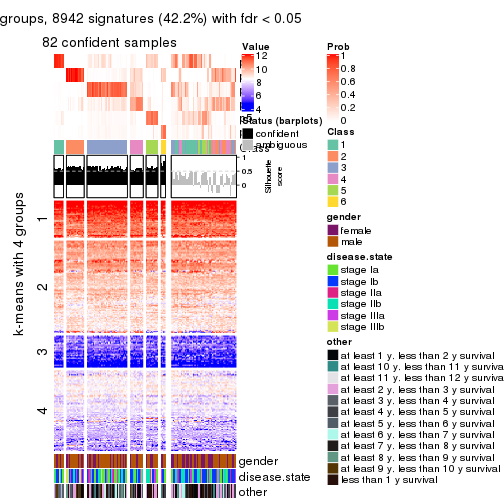 groups, 8942 signatures (42.2%) with fdr < 0.05
82 confident samples
Value
12
10
8
6
4
Prob
1
0.8
0.6
0.4
0.2
0
Status (barplots)
confident
ambiguous
Class
1
2
3
4
5
6
1
0.5
0
Silhouette
score
k-means with 4 groups
1
2
3
4
gender
female
male
disease.state
stage Ia
stage Ib
stage IIa
stage IIb
stage IIIa
stage IIIb
other
at least 1 y. less than 2 y survival
at least 10 y. less than 11 y survival
at least 11 y. less than 12 y surviva
at least 2 y. less than 3 y survival
at least 3 y. less than 4 y survival
at least 4 y. less than 5 y survival
at least 5 y. less than 6 y survival
at least 6 y. less than 7 y survival
at least 7 y. less than 8 y survival
at least 8 y. less than 9 y survival
at least 9 y. less than 10 y survival
less than 1 y survival
gender
disease.state
other